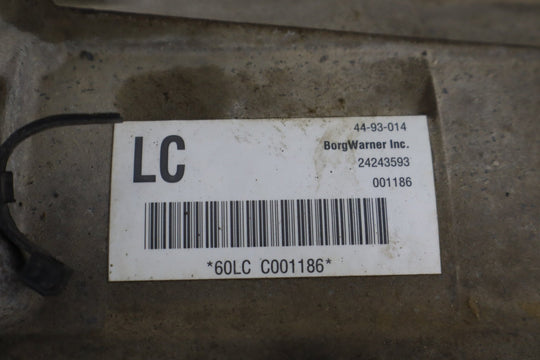 LC
44-93-014
BorgWarner Inc.
24243593
001186
*60LC C001186*